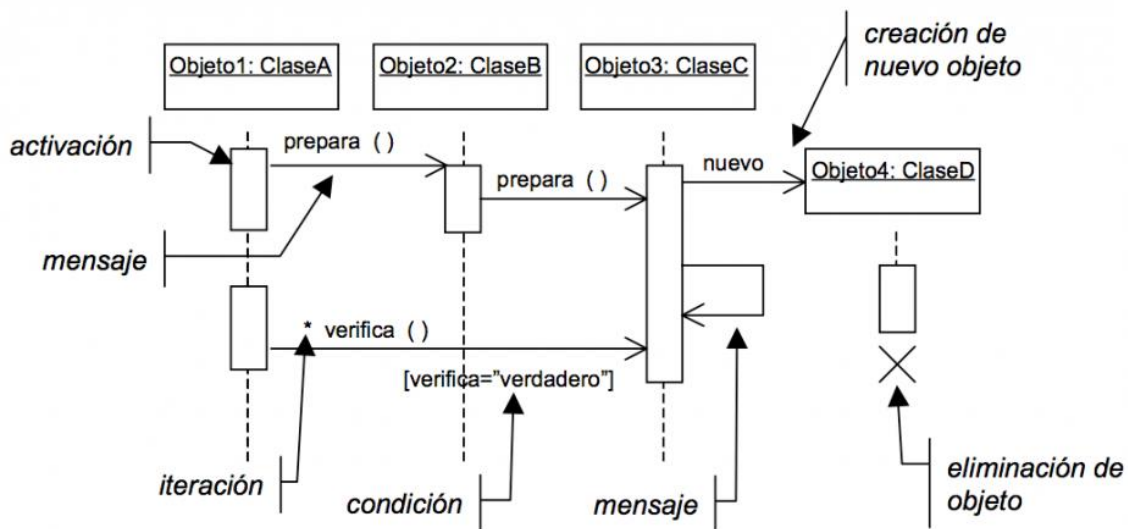 creación de
nuevo objeto
Objeto1: ClaseA
Objeto2: ClaseB
Objeto3: ClaseC
activación
prepara ( )
nuevo
prepara ( )
Objeto4: ClaseD
mensaje
* verifica ( )
[verifica=”verdadero”]
iteración
condición
mensaje
eliminación de
objeto